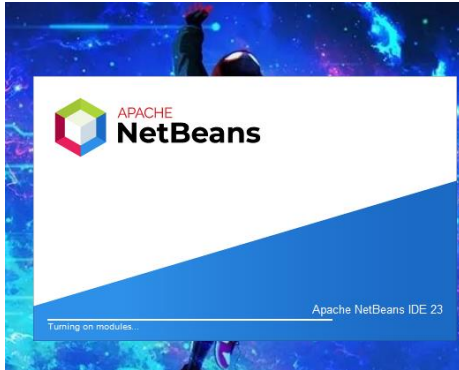 APACHE
NetBeans
Apache NetBeans IDE 23
Turning on modules...